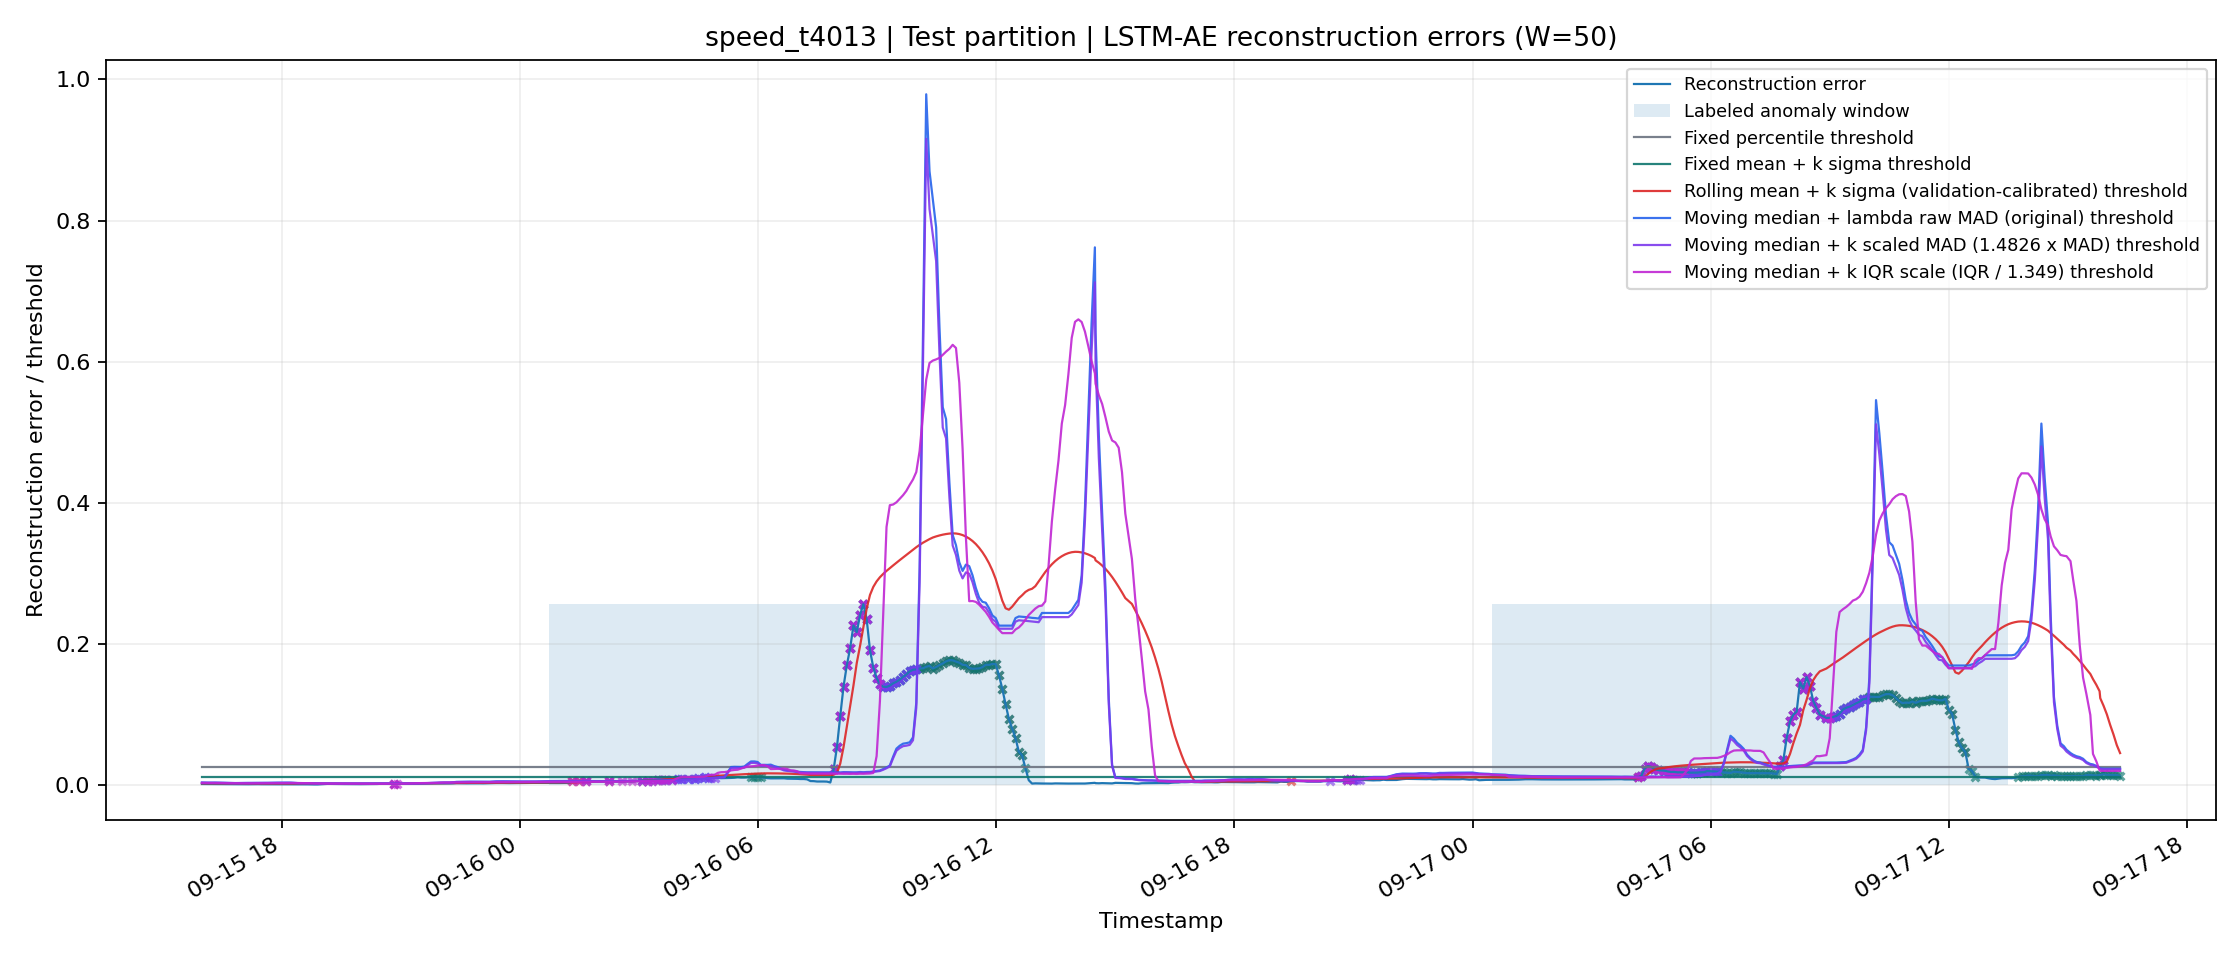 speed_t4013 | Test partition | LSTM-AE reconstruction errors (W=50)
Reconstruction error / threshold
1.0
0.8
0.6
0.4
0.2
0.0
Reconstruction error
Labeled anomaly window
Fixed percentile threshold
Fixed mean + k sigma threshold
Rolling mean + k sigma (validation-calibrated) threshold
Moving median + lambda raw MAD (original) threshold
Moving median + k scaled MAD (1.4826 x MAD) threshold
Moving median + k IQR scale (IQR / 1.349) threshold
09-15 18
09-16 00
09-16 06
09-16 12
09-16 18
09-17 00
09-17 06
09-17 12
09-17 18
Timestamp